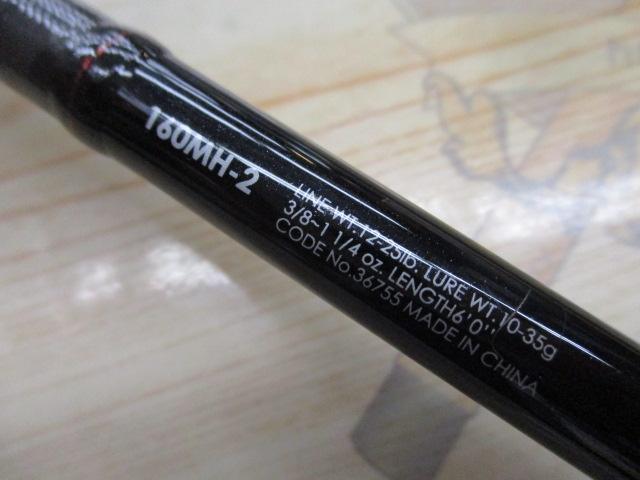 160MH-2
LINE WT.12-25lb. LURE WT.10-35g
3/8~1 1/4 oz. LENGTH6'0''
CODE No.36755 MADE IN CHINA